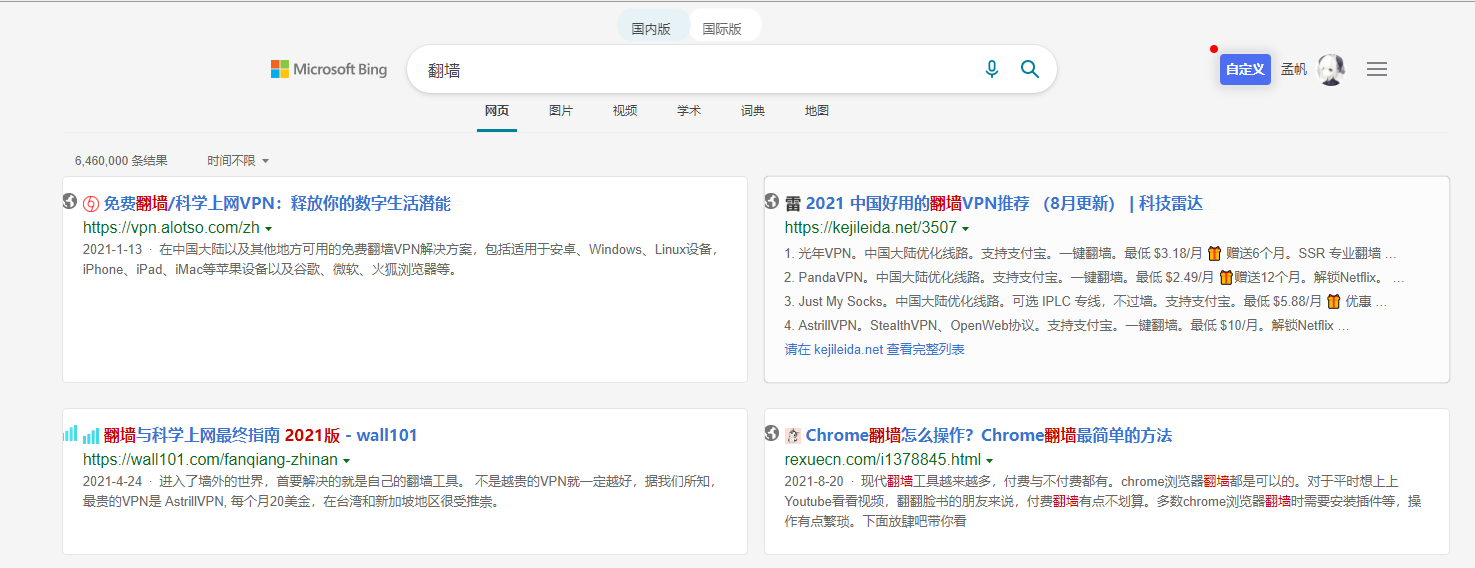 国内版 国际版
Microsoft Bing
翻墙
自定义 孟帆
网页 图片 视频 学术 词典 地图
6,460,000 条结果 时间不限
免费翻墙/科学上网VPN：释放你的数字生活潜能
https://vpn.alotso.com/zh
2021-1-13 · 在中国大陆以及其他地方可用的免费翻墙VPN解决方案，包括适用于安卓、Windows、Linux设备，
iPhone、iPad、iMac等苹果设备以及谷歌、微软、火狐浏览器等。
雷 2021 中国好用的翻墙VPN推荐 （8月更新） | 科技雷达
https://kejileida.net/3507
1. 光年VPN。中国大陆优化线路。支持支付宝。一键翻墙。最低 $3.18/月 🎁 赠送6个月。SSR 专业翻墙 ...
2. PandaVPN。中国大陆优化线路。支持支付宝。一键翻墙。最低 $2.49/月 🎁赠送12个月。解锁Netflix。 ...
3. Just My Socks。中国大陆优化线路。可选 IPLC 专线，不过墙。支持支付宝。最低 $5.88/月 🎁 优惠 ...
4. AstrillVPN。StealthVPN、OpenWeb协议。支持支付宝。一键翻墙。最低 $10/月。解锁Netflix ...
请在 kejileida.net 查看完整列表
翻墙与科学上网最终指南 2021版 - wall101
https://wall101.com/fanqiang-zhinan
2021-4-24 · 进入了墙外的世界，首要解决的就是自己的翻墙工具。 不是越贵的VPN就一定越好，据我们所知，
最贵的VPN是 AstrillVPN, 每个月20美金，在台湾和新加坡地区很受推崇。
Chrome翻墙怎么操作？Chrome翻墙最简单的方法
rexuecn.com/i1378845.html
2021-8-20 · 现代翻墙工具越来越多，付费与不付费都有。chrome浏览器翻墙都是可以的。对于平时想上上
Youtube看看视频，翻翻脸书的朋友来说，付费翻墙有点不划算。多数chrome浏览器翻墙时需要安装插件等，操
作有点繁琐。下面放肆吧带你看